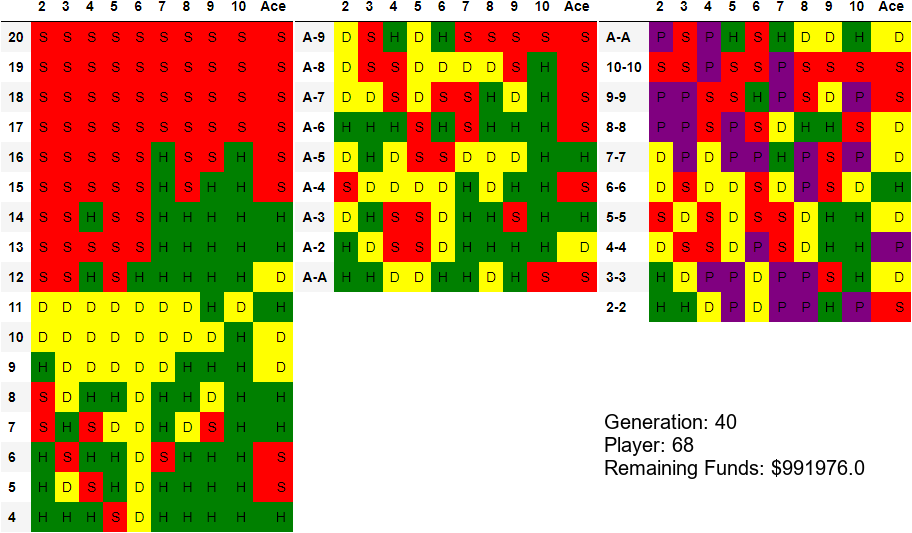 2 3 4 5 6 7 8 9 10 Ace
20 S S S S S S S S S S
19 S S S S S S S S S S
18 S S S S S S S S S S
17 S S S S S S S S S S
16 S S S S S H S S H S
15 S S S S S H S H H S
14 S S H S S H H H H H
13 S S S S S H H H H H
12 S S H S H H H H H D
11 D D D D D D D H D H
10 D D D D D D D D H D
9 H D D D D D H H H D
8 S D H H D H H D H H
7 S H S D D H D S H H
6 H S H H D S H H H S
5 H D S H D H H H H S
4 H H H S D H H H H H
2 3 4 5 6 7 8 9 10 Ace
A-9 D S H D H S S S S S
A-8 D S S D D D D S H S
A-7 D D S D S S H D H S
A-6 H H H S H S H H H S
A-5 D H D S S D D D H H
A-4 S D D D D H D H H S
A-3 D H S S D H H S H H
A-2 H D S S D H H H H D
A-A H H D D H H D H S S
2 3 4 5 6 7 8 9 10 Ace
A-A P S P H S H D D H D
10-10 S S P S S P S S S S
9-9 P P S S H P S D P S
8-8 P P S P S D H H S D
7-7 D P D P P H P S P D
6-6 D S D D S D P S D H
5-5 S D S D S S D H H D
4-4 D S S D P S D H H P
3-3 H D P P D P P S H D
2-2 H H D P D P P H P S
Generation: 40
Player: 68
Remaining Funds: $991976.0